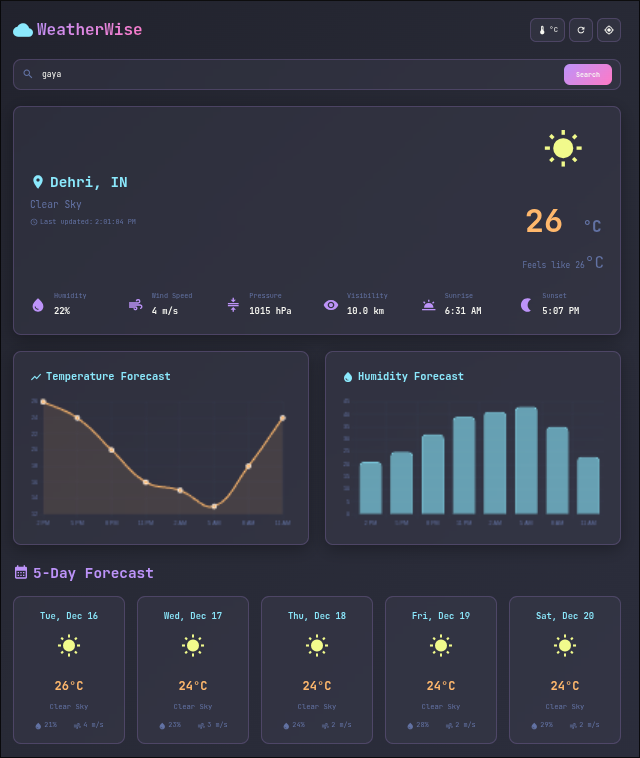 WeatherWise
°C
gaya
Search
Dehri, IN
Clear Sky
Last updated: 2:01:04 PM
26 °C
Feels like 26°C
Humidity
22%
Wind Speed
4 m/s
Pressure
1015 hPa
Visibility
10.0 km
Sunrise
6:31 AM
Sunset
5:07 PM
Temperature Forecast
2 PM 5 PM 8 PM 11 PM 2 AM 5 AM 8 AM 11 AM
Humidity Forecast
2 PM 5 PM 8 PM 11 PM 2 AM 5 AM 8 AM 11 AM
5-Day Forecast
Tue, Dec 16
26°C
Clear Sky
21% 4 m/s
Wed, Dec 17
24°C
Clear Sky
23% 3 m/s
Thu, Dec 18
24°C
Clear Sky
24% 2 m/s
Fri, Dec 19
24°C
Clear Sky
28% 2 m/s
Sat, Dec 20
24°C
Clear Sky
29% 2 m/s